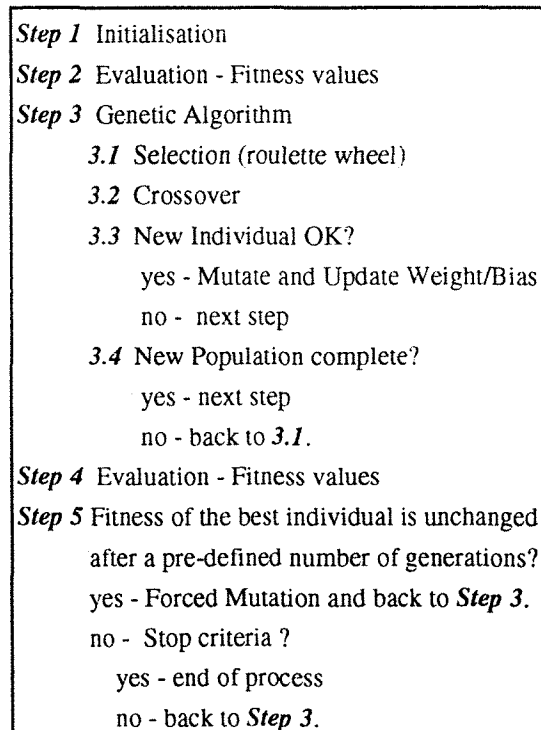 Step 1 Initialisation
Step 2 Evaluation - Fitness values
Step 3 Genetic Algorithm
3.1 Selection (roulette wheel)
3.2 Crossover
3.3 New Individual OK?
yes - Mutate and Update Weight/Bias
no - next step
3.4 New Population complete?
yes - next step
no - back to 3.1.
Step 4 Evaluation - Fitness values
Step 5 Fitness of the best individual is unchanged
after a pre-defined number of generations?
yes - Forced Mutation and back to Step 3.
no - Stop criteria ?
yes - end of process
no - back to Step 3.